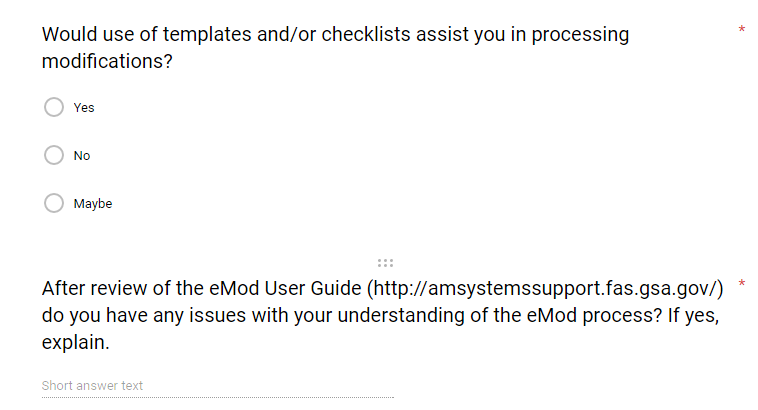 Would use of templates and/or checklists assist you in processing *
modifications?
Yes
No
Maybe
After review of the eMod User Guide (http://amsystemssupport.fas.gsa.gov/) *
do you have any issues with your understanding of the eMod process? If yes,
explain.
Short answer text